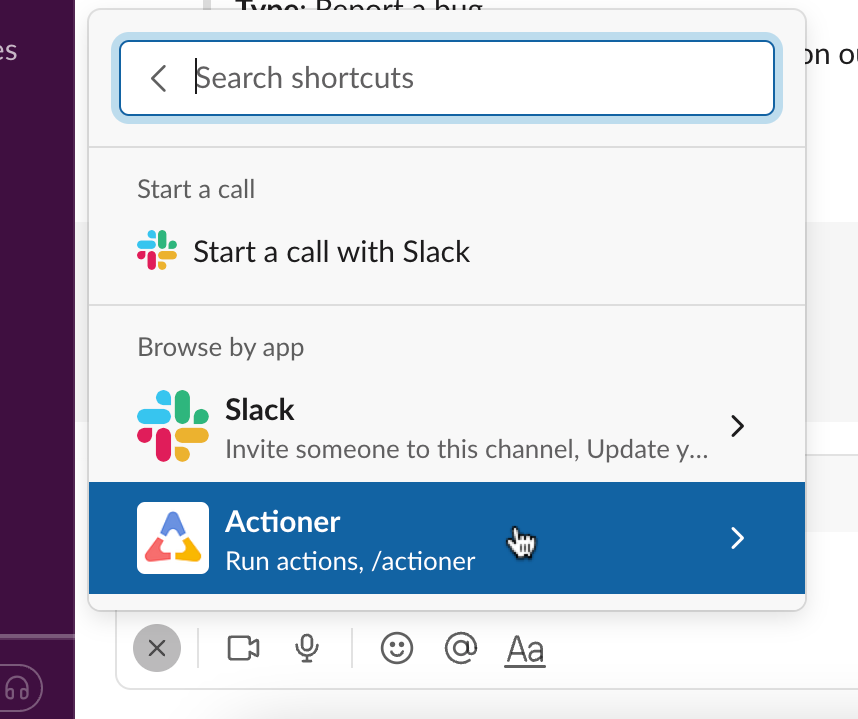 es
Type: Report a bug
on ou
Search shortcuts
Start a call
Start a call with Slack
Browse by app
Slack
Invite someone to this channel, Update y...
Actioner
Run actions, /actioner
Aa